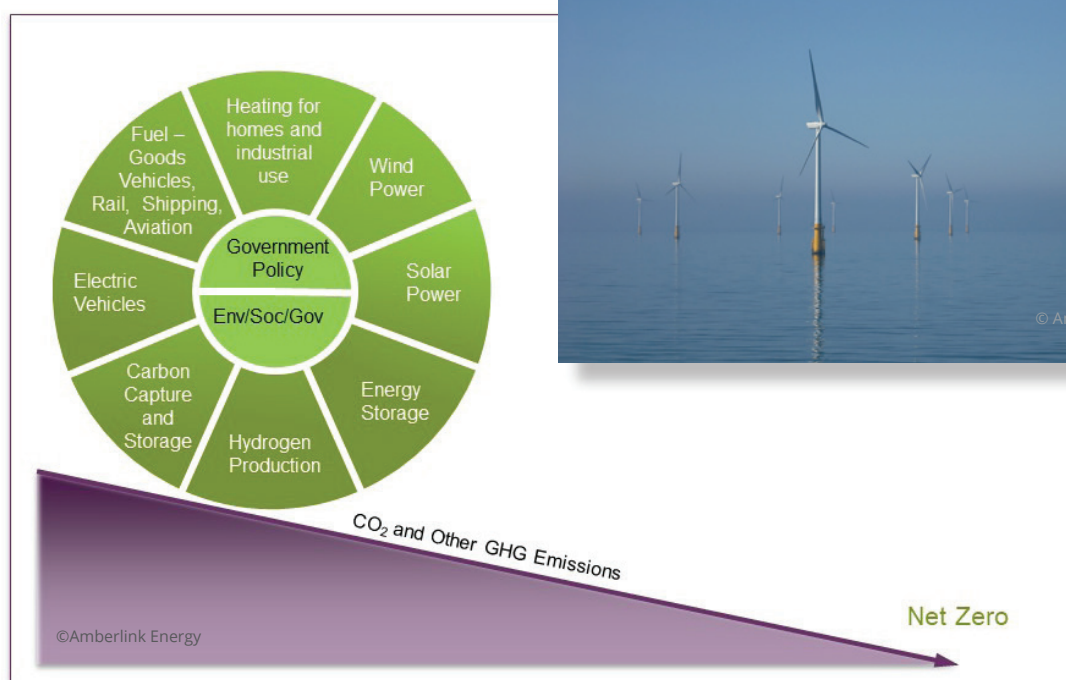 Heating for
homes and
industrial
use
Wind
Power
Solar
Power
Energy
Storage
Hydrogen
Production
Carbon
Capture
and
Storage
Electric
Vehicles
Fuel –
Goods
Vehicles,
Rail, Shipping,
Aviation
Government
Policy
Env/Soc/Gov
CO₂ and Other GHG Emissions
Net Zero
©Amberlink Energy
©